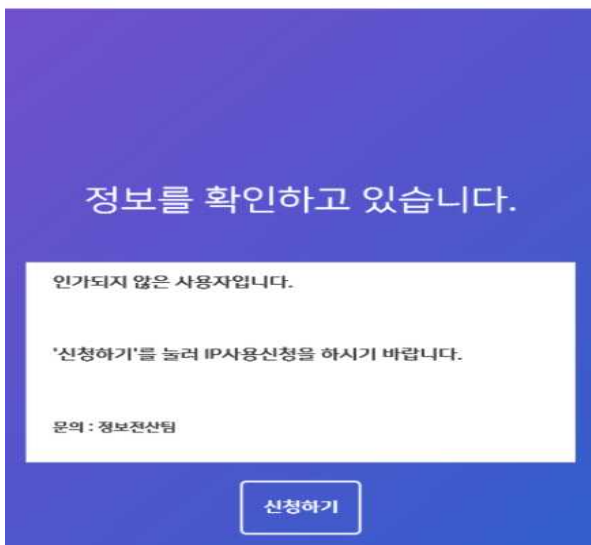 정보를 확인하고 있습니다.
인가되지 않은 사용자입니다.
'신청하기'를 눌러 IP사용신청을 하시기 바랍니다.
문의 : 정보전산팀
신청하기